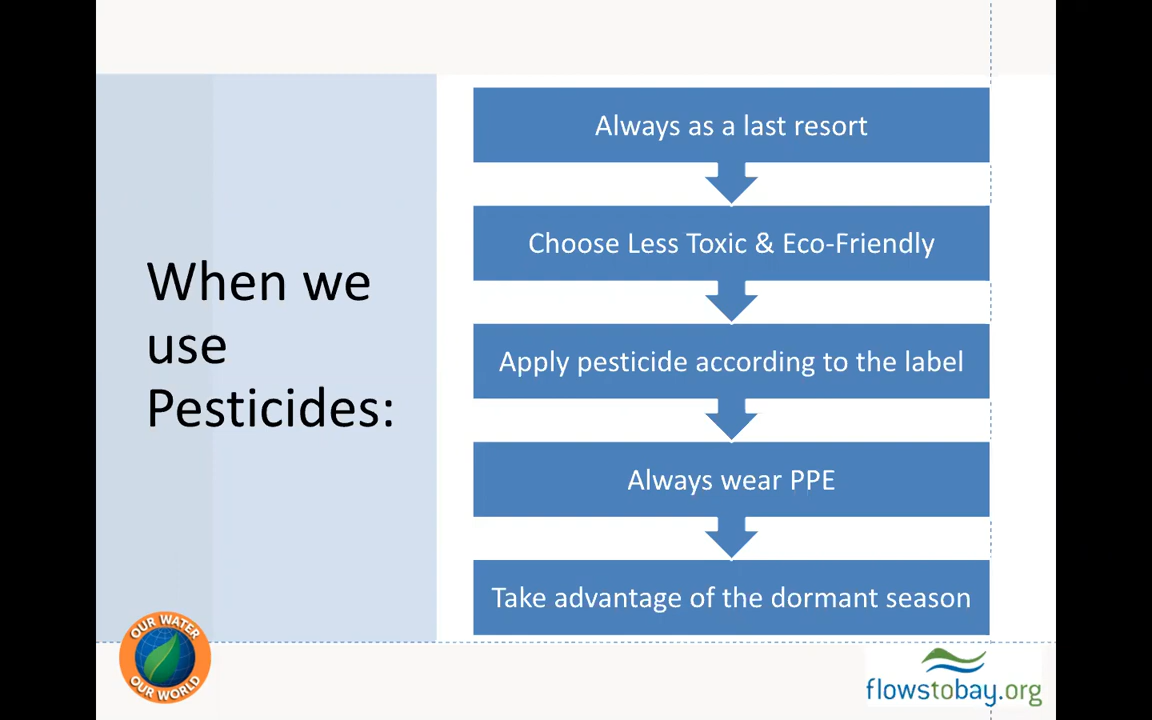 When we
use
Pesticides:
Always as a last resort
Choose Less Toxic & Eco-Friendly
Apply pesticide according to the label
Always wear PPE
Take advantage of the dormant season
OUR WATER
OUR WORLD
flowstobay.org